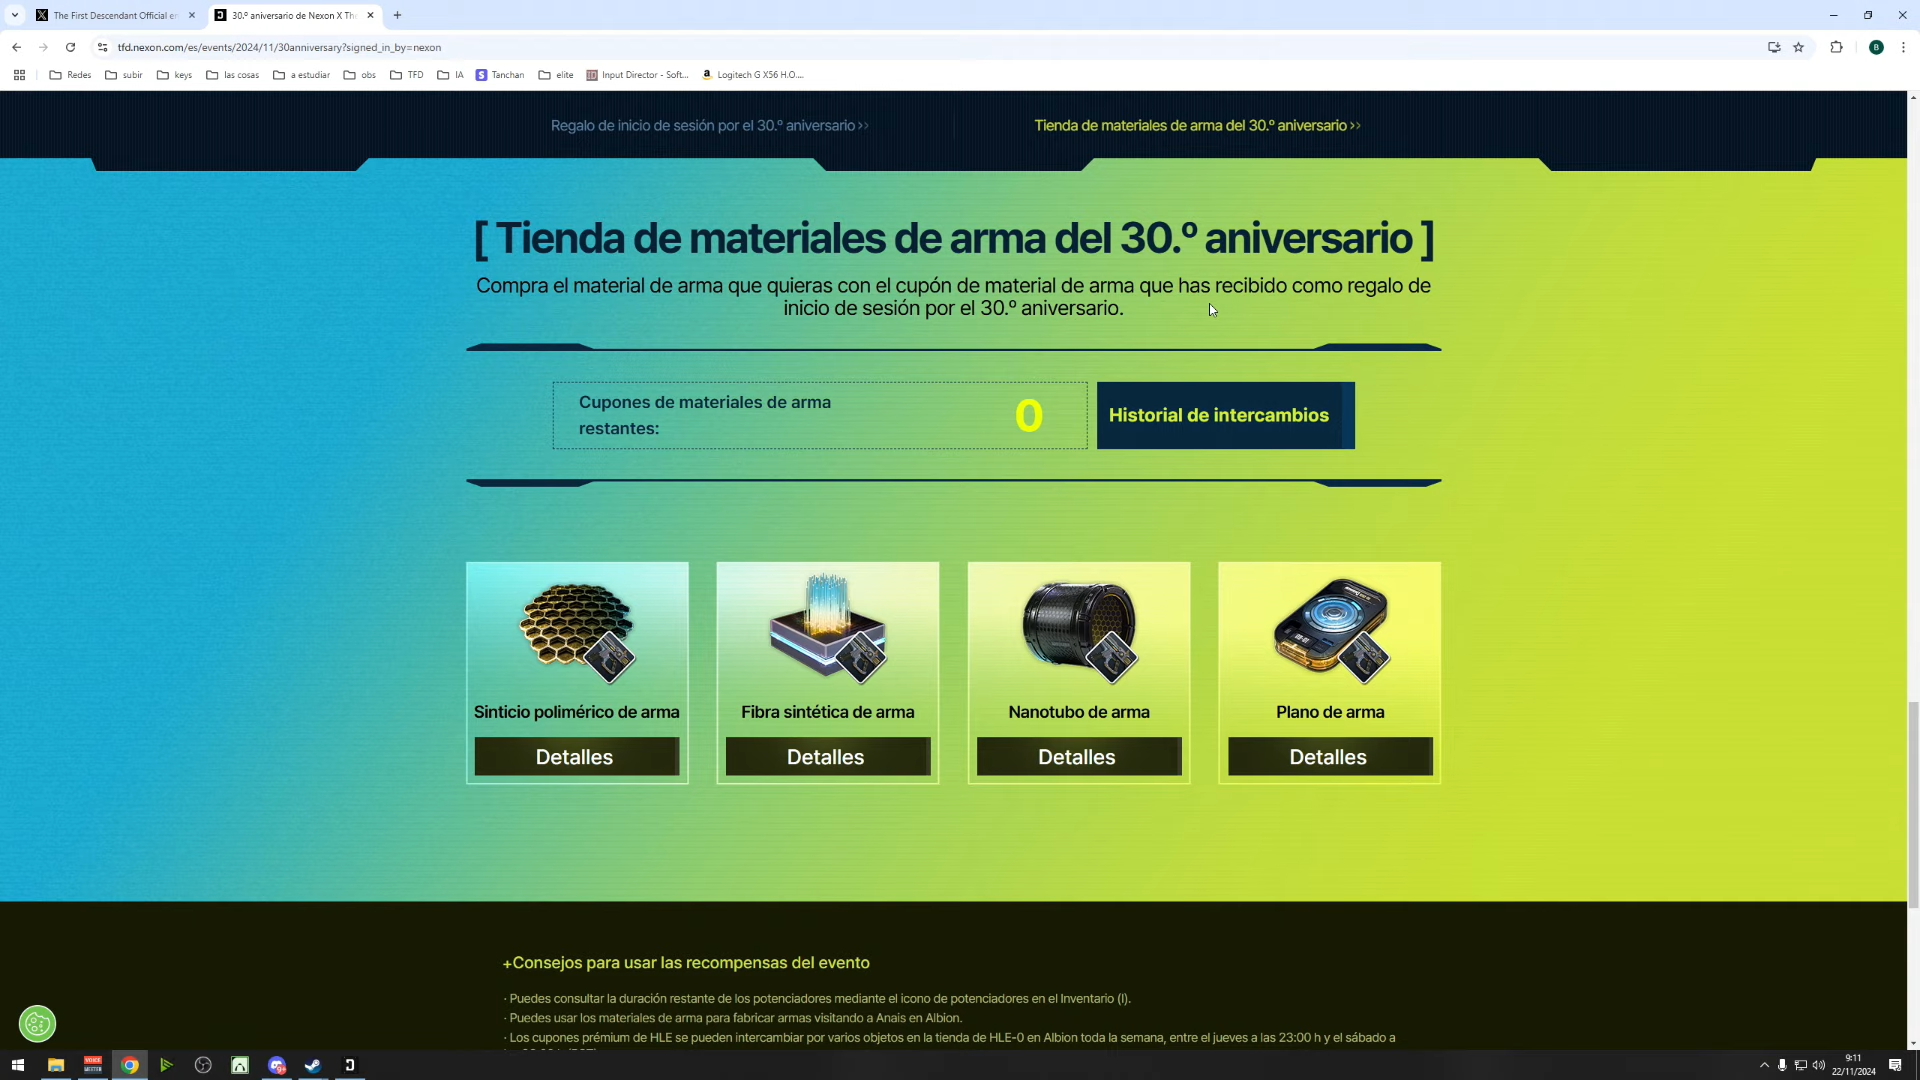 The First Descendant Official en
30.º aniversario de Nexon X The
tfd.nexon.com/es/events/2024/11/30anniversary?signed_in_by=nexon
B
Redes
subir
keys
las cosas
a estudiar
obs
TFD
IA
Tanchan
elite
Input Director - Soft...
Logitech G X56 H.O....
Regalo de inicio de sesión por el 30.º aniversario >>
Tienda de materiales de arma del 30.º aniversario >>
[ Tienda de materiales de arma del 30.º aniversario ]
Compra el material de arma que quieras con el cupón de material de arma que has recibido como regalo de
inicio de sesión por el 30.º aniversario.
Cupones de materiales de arma
restantes:
0
Historial de intercambios
Sinticio polimérico de arma
Fibra sintética de arma
Nanotubo de arma
Plano de arma
Detalles
Detalles
Detalles
Detalles
+Consejos para usar las recompensas del evento
· Puedes consultar la duración restante de los potenciadores mediante el icono de potenciadores en el Inventario (I).
· Puedes usar los materiales de arma para fabricar armas visitando a Anais en Albion.
· Los cupones prémium de HLE se pueden intercambiar por varios objetos en la tienda de HLE-0 en Albion toda la semana, entre el jueves a las 23:00 h y el sábado a
9:11
22/11/2024